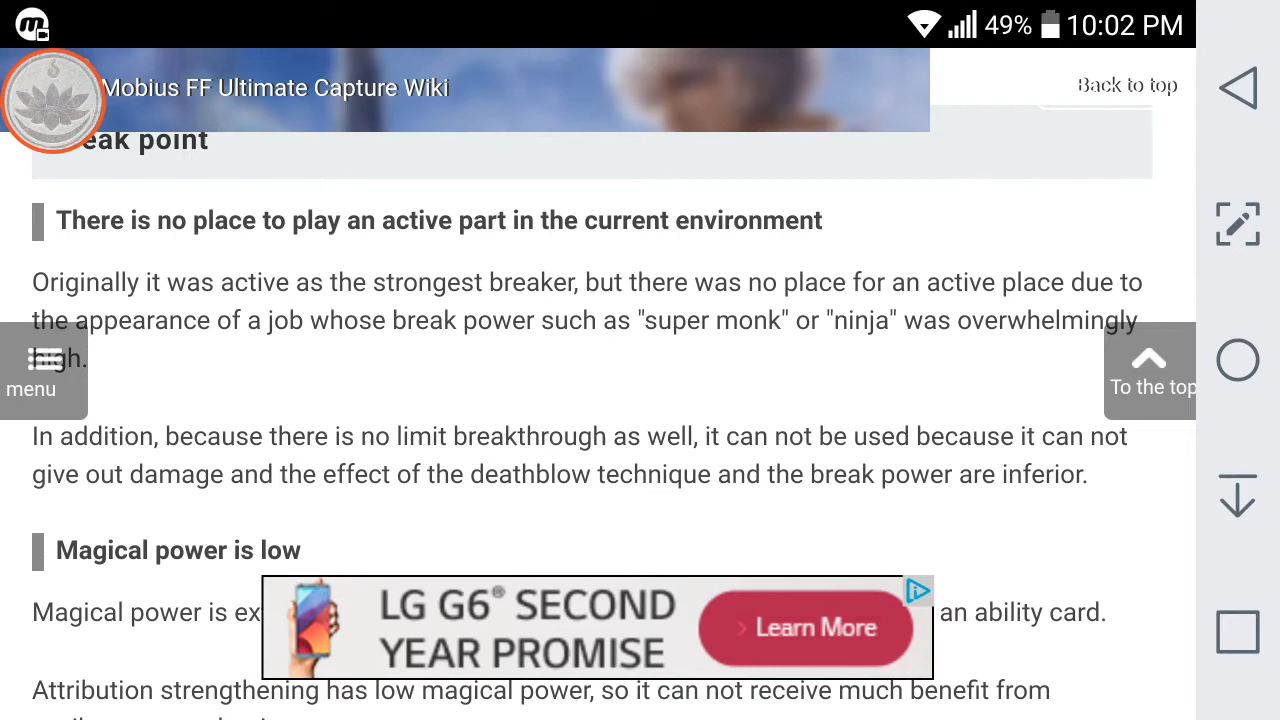 49% 10:02 PM
Mobius FF Ultimate Capture Wiki
Back to top
eak point
There is no place to play an active part in the current environment
Originally it was active as the strongest breaker, but there was no place for an active place due to
the appearance of a job whose break power such as "super monk" or "ninja" was overwhelmingly
high.
menu
To the top
In addition, because there is no limit breakthrough as well, it can not be used because it can not
give out damage and the effect of the deathblow technique and the break power are inferior.
Magical power is low
Magical power is ex an ability card.
LG G6® SECOND
YEAR PROMISE
Learn More
Attribution strengthening has low magical power, so it can not receive much benefit from